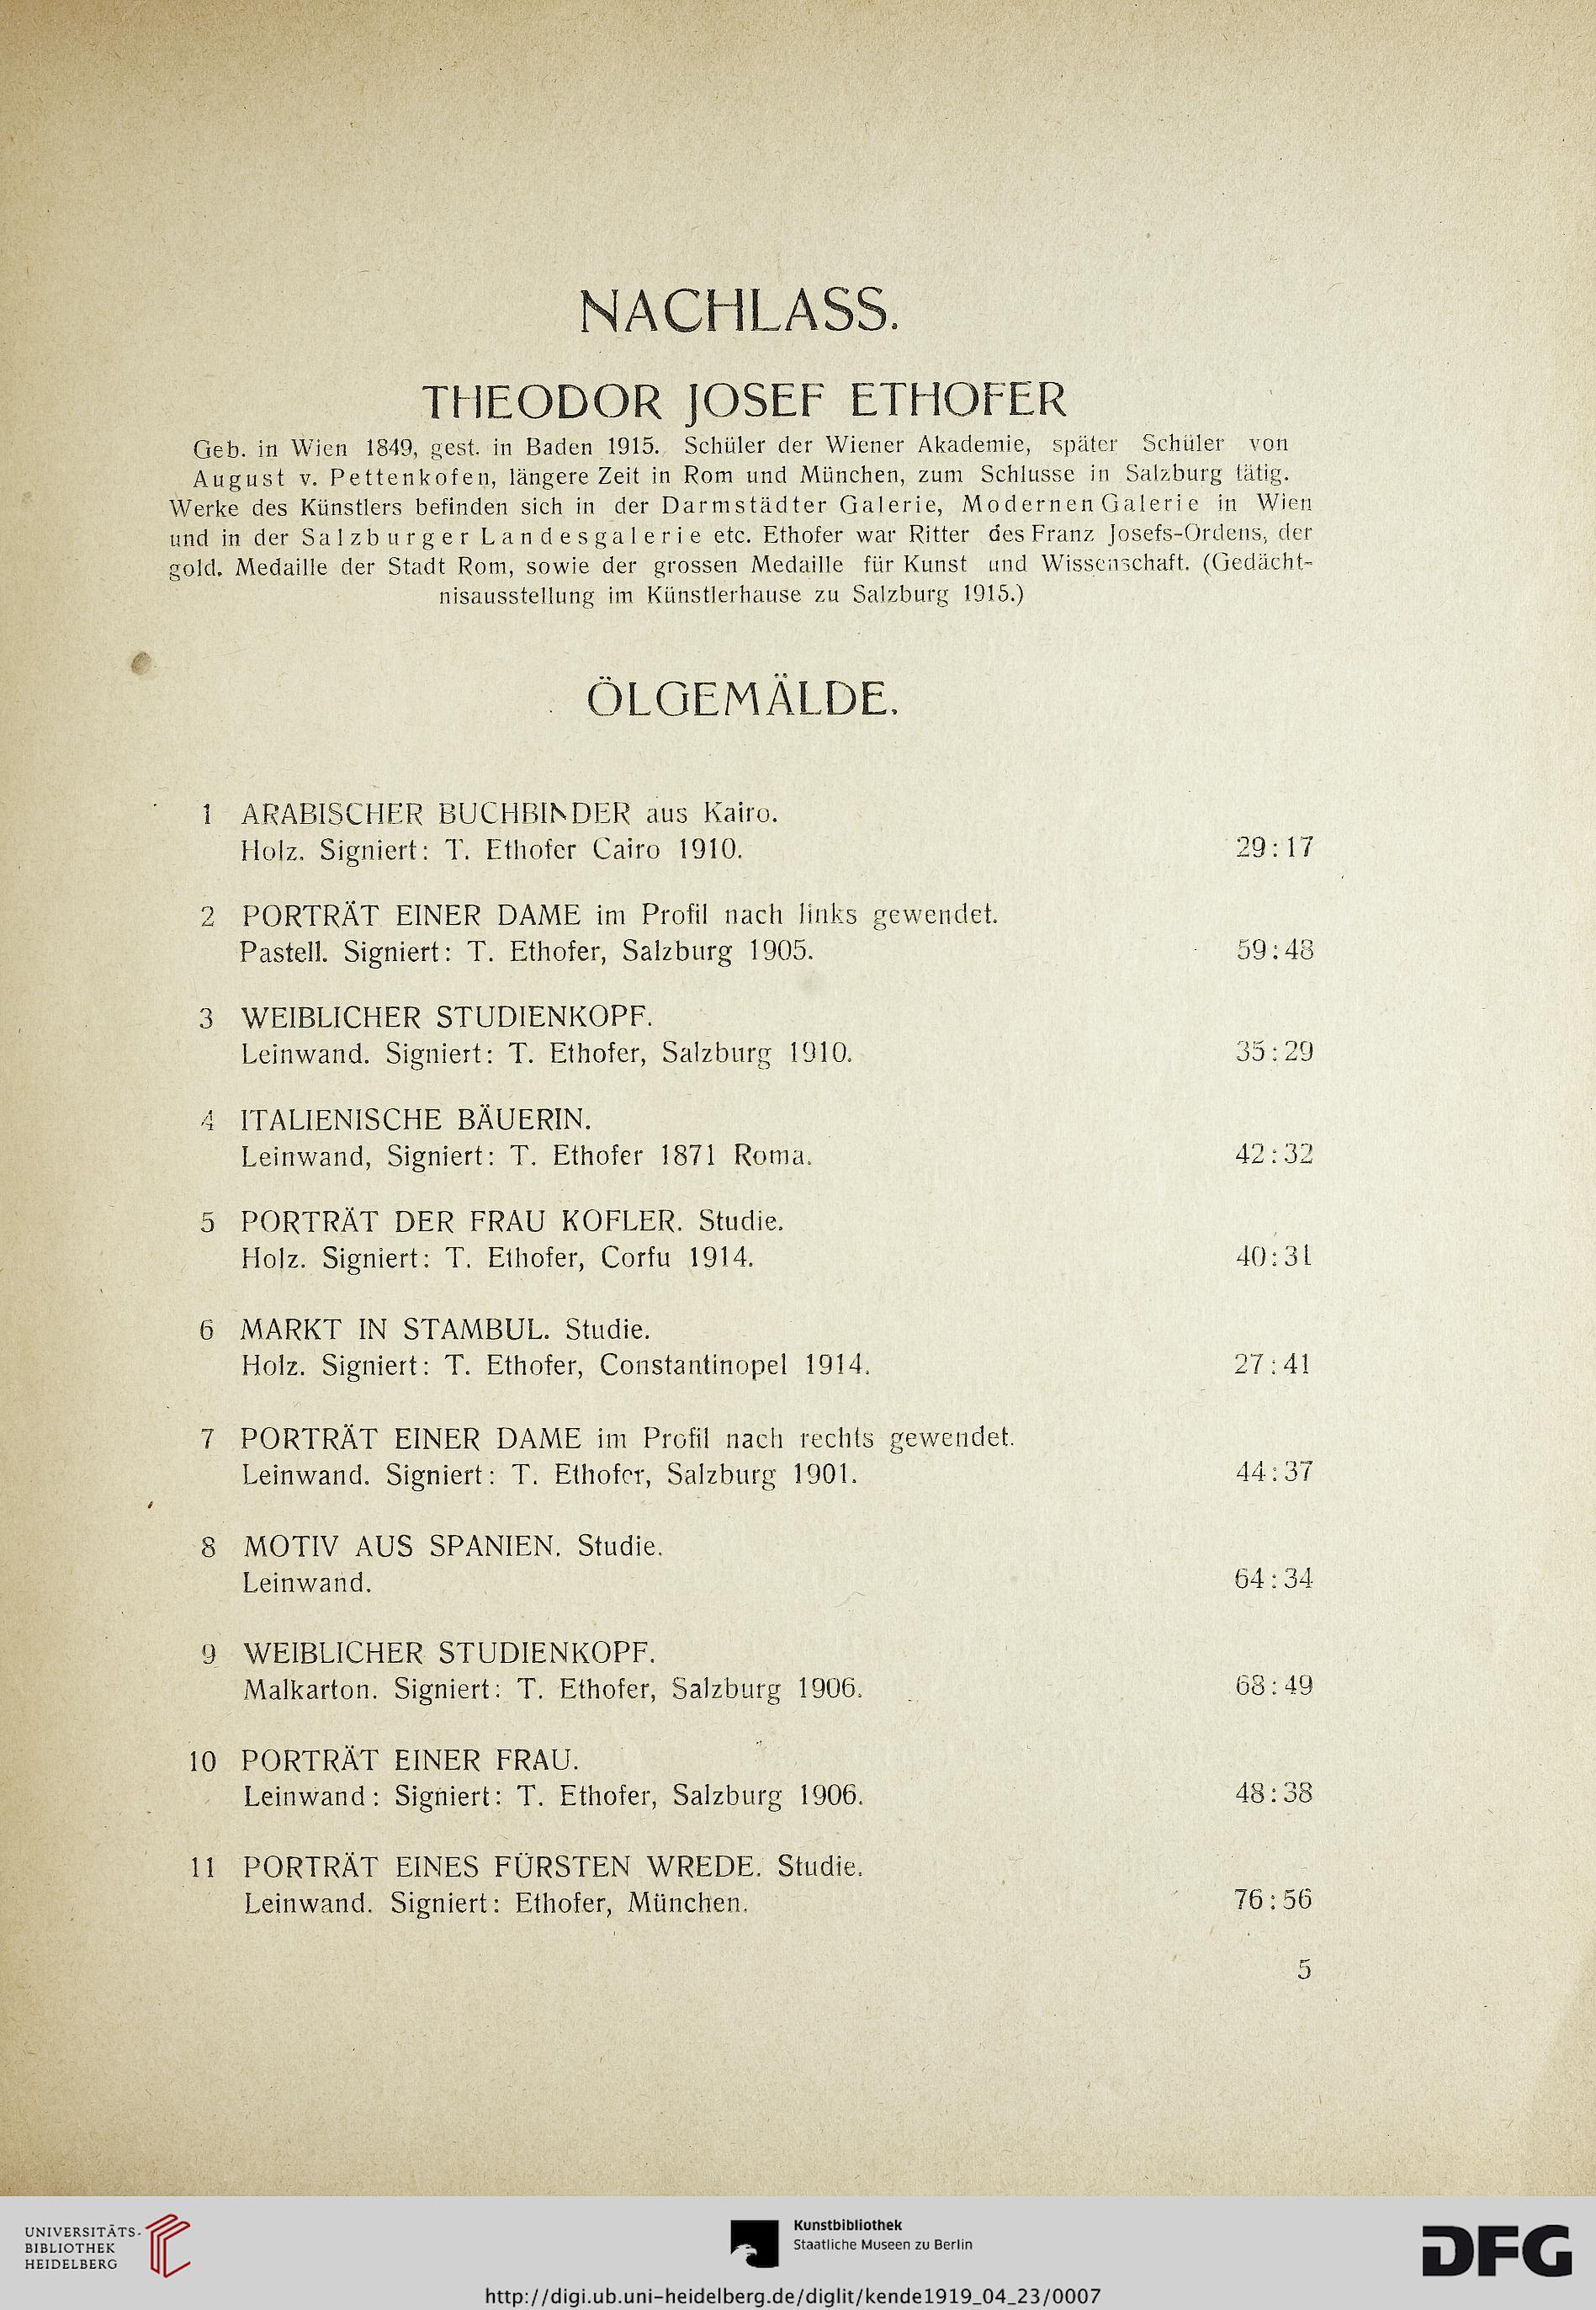 NACHLASS.
THEODOR JOSEF ETHOFER
Geb. in Wien 1849, gest. in Baden 1915. Schüler der Wiener Akademie, später Schüler von
August v. Pettenkofen, längere Zeit in Rom und München, zum Schlusse in Salzburg tätig.
Werke des Künstlers befinden sich in der Darmstädter Galerie, Modernen Galerie in Wien
und in der Salzburger Landesgalerie etc. Ethofer war Ritter des Franz Josefs-Ordens, der
gold. Medaille der Stadt Rom, sowie der grossen Medaille für Kunst und Wissenschaft. (Gedächt-
nisausstellung im Künstlerhause zu Salzburg 1915.)
ÖLGEMÄLDE.
1 ARABISCHER BUCHBINDER aus Kairo.
Holz. Signiert: T. Ethofer Cairo 1910. 29:17
2 PORTRÄT EINER DAME im Profil nach links gewendet.
Pastell. Signiert: T. Ethofer, Salzburg 1905. 59:48
3 WEIBLICHER STUDIENKOPF.
Leinwand. Signiert: T. Ethofer, Salzburg 1910. 35:29
4 ITALIENISCHE BÄUERIN.
Leinwand, Signiert: T. Ethofer 1871 Roma. 42:32
5 PORTRÄT DER FRAU KOFLER. Studie.
Holz. Signiert: T. Ethofer, Corfu 1914. 40:31
6 MARKT IN STAMBUL. Studie.
Holz. Signiert: T. Ethofer, Constantinopel 1914. 27:41
7 PORTRÄT EINER DAME im Profil nach rechts gewendet.
Leinwand. Signiert: T. Ethofer, Salzburg 1901. 44:37
8 MOTIV AUS SPANIEN. Studie.
Leinwand. 64:34
9 WEIBLICHER STUDIENKOPF.
Malkarton. Signiert: T. Ethofer, Salzburg 1906. 68:49
10 PORTRÄT EINER FRAU.
Leinwand: Signiert: T. Ethofer, Salzburg 1906. 48:38
11 PORTRÄT EINES FÜRSTEN WREDE. Studie.
Leinwand. Signiert: Ethofer, München. 76:56
5
UNIVERSITÄTS-
BIBLIOTHEK
HEIDELBERG
Kunstbibliothek
Staatliche Museen zu Berlin
DFG
http://digi.ub.uni-heidelberg.de/diglit/kende1919_04_23/0007